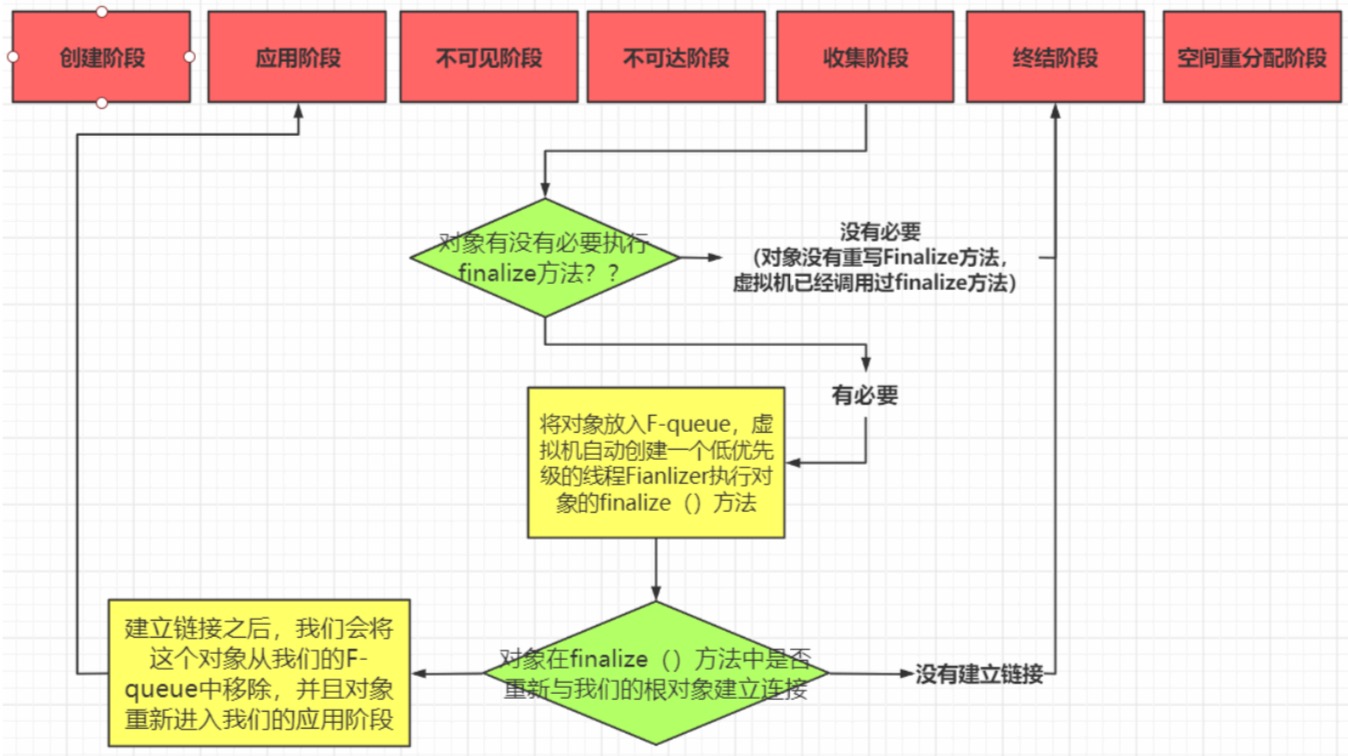 创建阶段
应用阶段
不可见阶段
不可达阶段
收集阶段
终结阶段
空间重分配阶段
对象有没有必要执行
finalize方法？？
没有必要
（对象没有重写Finalize方法，
虚拟机已经调用过finalize方法）
有必要
将对象放入F-queue，虚
拟机自动创建一个低优先
级的线程Fianlizer执行对
象的finalize（）方法
对象在finalize（）方法中是否
重新与我们的根对象建立连接
没有建立链接
建立链接之后，我们会将
这个对象从我们的F-
queue中移除，并且对象
重新进入我们的应用阶段